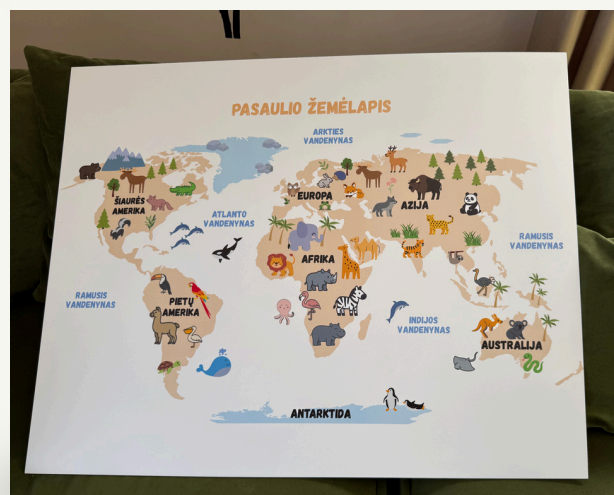 PASAULIO ŽEMĖLAPIS
ARKTIES
VANDENYNAS
ŠIAURĖS
AMERIKA
EUROPA
AZIJA
ATLANTO
VANDENYNAS
RAMUSIS
VANDENYNAS
AFRIKA
RAMUSIS
VANDENYNAS
PIETŲ
AMERIKA
INDIJOS
VANDENYNAS
AUSTRALIJA
ANTARKTIDA